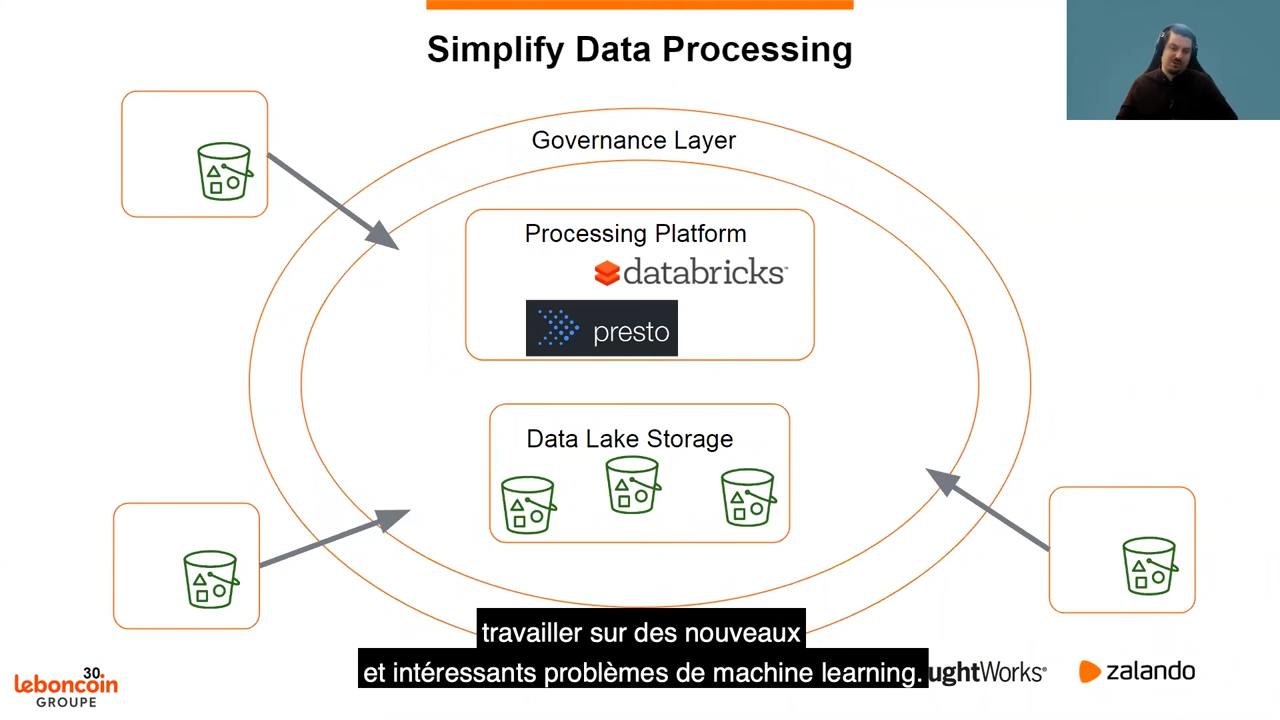 Simplify Data Processing
Governance Layer
Processing Platform
databricks
presto
Data Lake Storage
travailler sur des nouveaux
et intéressants problèmes de machine learning.
30
leboncoin
GROUPE
ughtWorks
zalando